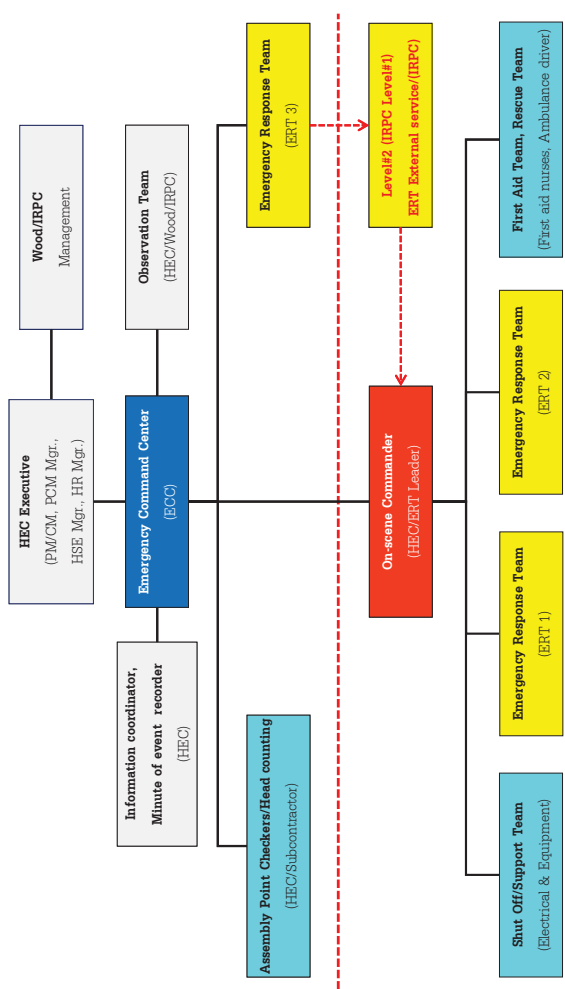 HEC Executive
(PM/CM, PCM Mgr.,
HSE Mgr., HR Mgr.)
Wood/IRPC
Management
Information coordinator,
Minute of event recorder
(HEC)
Emergency Command Center
(ECC)
Observation Team
(HEC/Wood/IRPC)
Assembly Point Checkers/Head counting
(HEC/Subcontractor)
Emergency Response Team
(ERT 3)
On-scene Commander
(HEC/ERT Leader)
Level#2 (IRPC Level#1)
ERT External service/(IRPC)
Shut Off/Support Team
(Electrical & Equipment)
Emergency Response Team
(ERT 1)
Emergency Response Team
(ERT 2)
First Aid Team, Rescue Team
(First aid nurses, Ambulance driver)